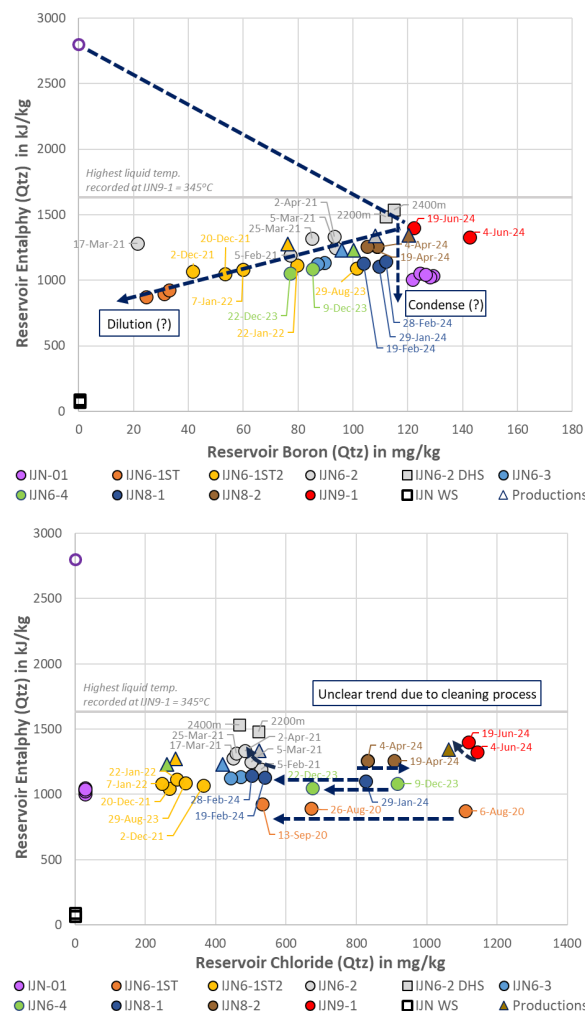 3000
2500
2000
1500
1000
500
0
Reservoir Entalphy (Qtz) in kJ/kg
Highest liquid temp.
recorded at IJN9-1 = 345°C
2-Apr-21
2400m
2200m
5-Mar-21
25-Mar-21
19-Jun-24
17-Mar-21
20-Dec-21
2-Dec-21
5-Feb-21
4-Apr-24
4-Jun-24
19-Apr-24
7-Jan-22
29-Aug-23
22-Dec-23
9-Dec-23
Condense (?)
Dilution (?)
22-Jan-22
28-Feb-24
29-Jan-24
19-Feb-24
0 20 40 60 80 100 120 140 160 180
Reservoir Boron (Qtz) in mg/kg
IJN-01 IJN6-1ST IJN6-1ST2 IJN6-2 IJN6-2 DHS IJN6-3
IJN6-4 IJN8-1 IJN8-2 IJN9-1 IJN WS Productions
3000
2500
2000
1500
1000
500
0
Reservoir Entalphy (Qtz) in kJ/kg
Highest liquid temp.
recorded at IJN9-1 = 345°C
Unclear trend due to cleaning process
2400m
2200m
25-Mar-21
2-Apr-21
19-Jun-24
17-Mar-21
5-Mar-21
4-Apr-24
4-Jun-24
5-Feb-21
19-Apr-24
22-Jan-22
22-Dec-23
7-Jan-22
9-Dec-23
20-Dec-21
28-Feb-24
29-Jan-24
29-Aug-23
19-Feb-24
26-Aug-20
6-Aug-20
2-Dec-21
13-Sep-20
0 200 400 600 800 1000 1200 1400
Reservoir Chloride (Qtz) in mg/kg
IJN-01 IJN6-1ST IJN6-1ST2 IJN6-2 IJN6-2 DHS IJN6-3
IJN6-4 IJN8-1 IJN8-2 IJN9-1 IJN WS Productions